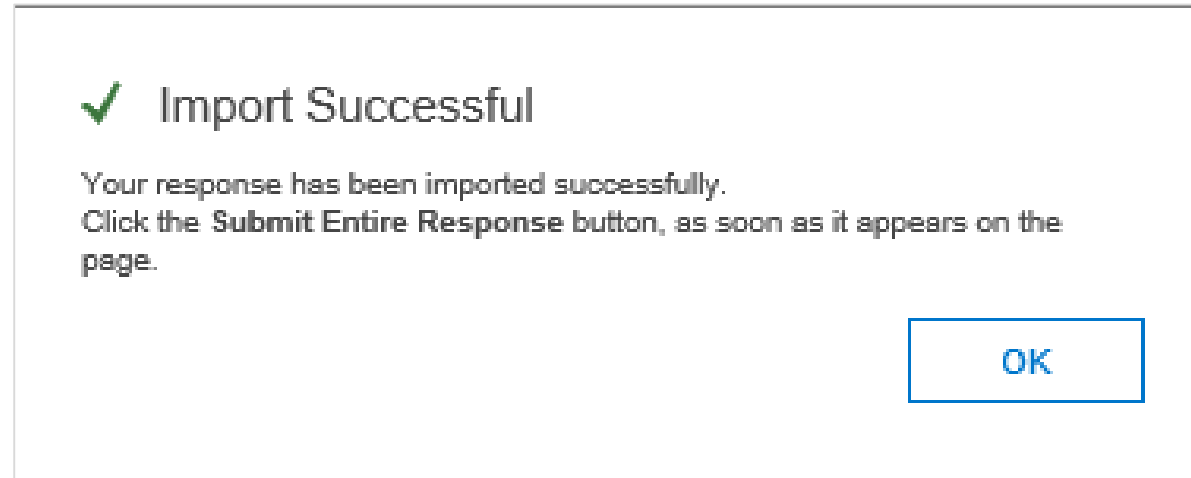 Import Successful
Your response has been imported successfully.
Click the Submit Entire Response button, as soon as it appears on the
page.
OK